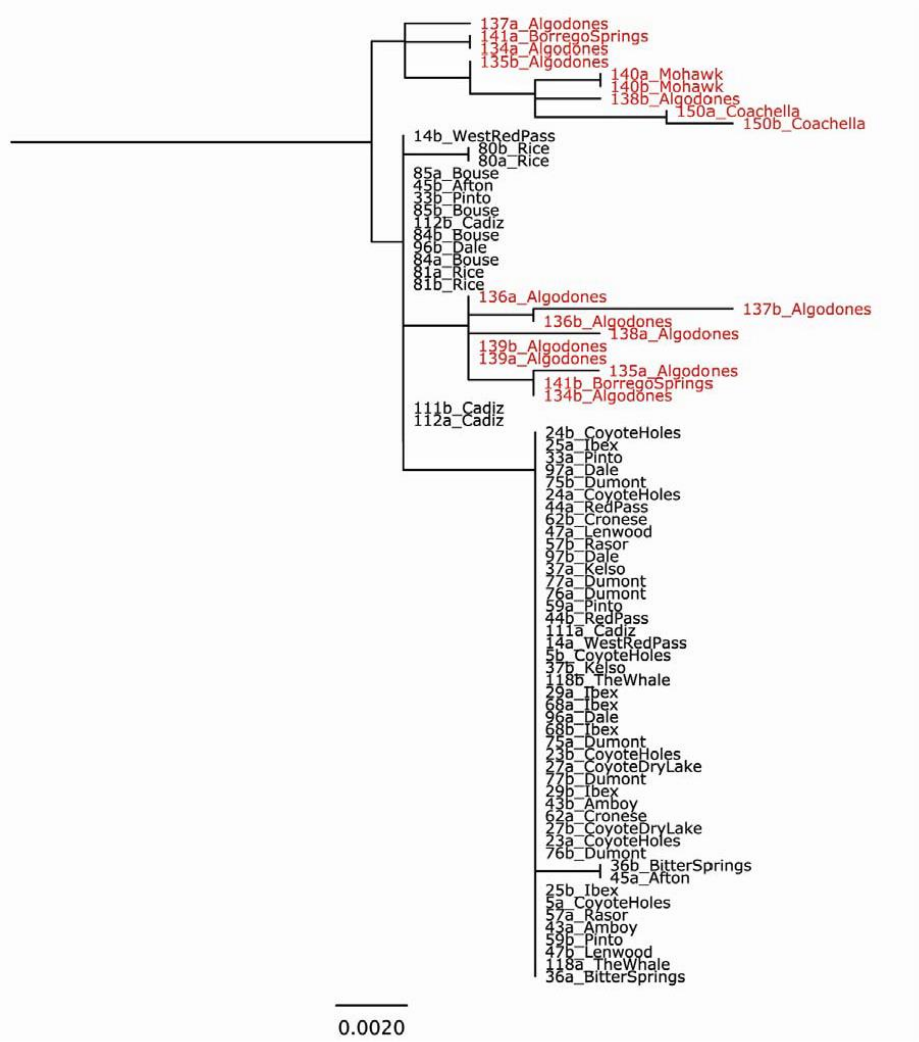 137a_Algodones
141a_BorregoSprings
134a_Algodones
135b_Algodones
140a_Mohawk
140b_Mohawk
138b_Algodones
150a_Coachella
150b_Coachella
14b_WestRedPass
80b_Rice
80a_Rice
85a_Bouse
45b_Afton
33b_Pinto
85b_Bouse
112b_Cadiz
84b_Bouse
96b_Dale
84a_Bouse
81a_Rice
81b_Rice
136a_Algodones
137b_Algodones
136b_Algodones
138a_Algodones
139b_Algodones
139a_Algodones
135a_Algodones
141b_BorregoSprings
134b_Algodones
111b_Cadiz
112a_Cadiz
24b_CoyoteHoles
25a_Ibex
33a_Pinto
97a_Dale
75b_Dumont
24a_CoyoteHoles
44a_RedPass
62b_Cronese
47a_Lenwood
57b_Rasor
97b_Dale
37a_Kelso
77a_Dumont
76a_Dumont
59a_Pinto
44b_RedPass
111a_Cadiz
14a_WestRedPass
5b_CoyoteHoles
37b_Kelso
118b_TheWhale
29a_Ibex
68a_Ibex
96a_Dale
68b_Ibex
75a_Dumont
23b_CoyoteHoles
27a_CoyoteDryLake
77b_Dumont
29b_Ibex
43b_Amboy
62a_Cronese
27b_CoyoteDryLake
23a_CoyoteHoles
76b_Dumont
36b_BitterSprings
45a_Afton
25b_Ibex
5a_CoyoteHoles
57a_Rasor
43a_Amboy
59b_Pinto
47b_Lenwood
118a_TheWhale
36a_BitterSprings
0.0020